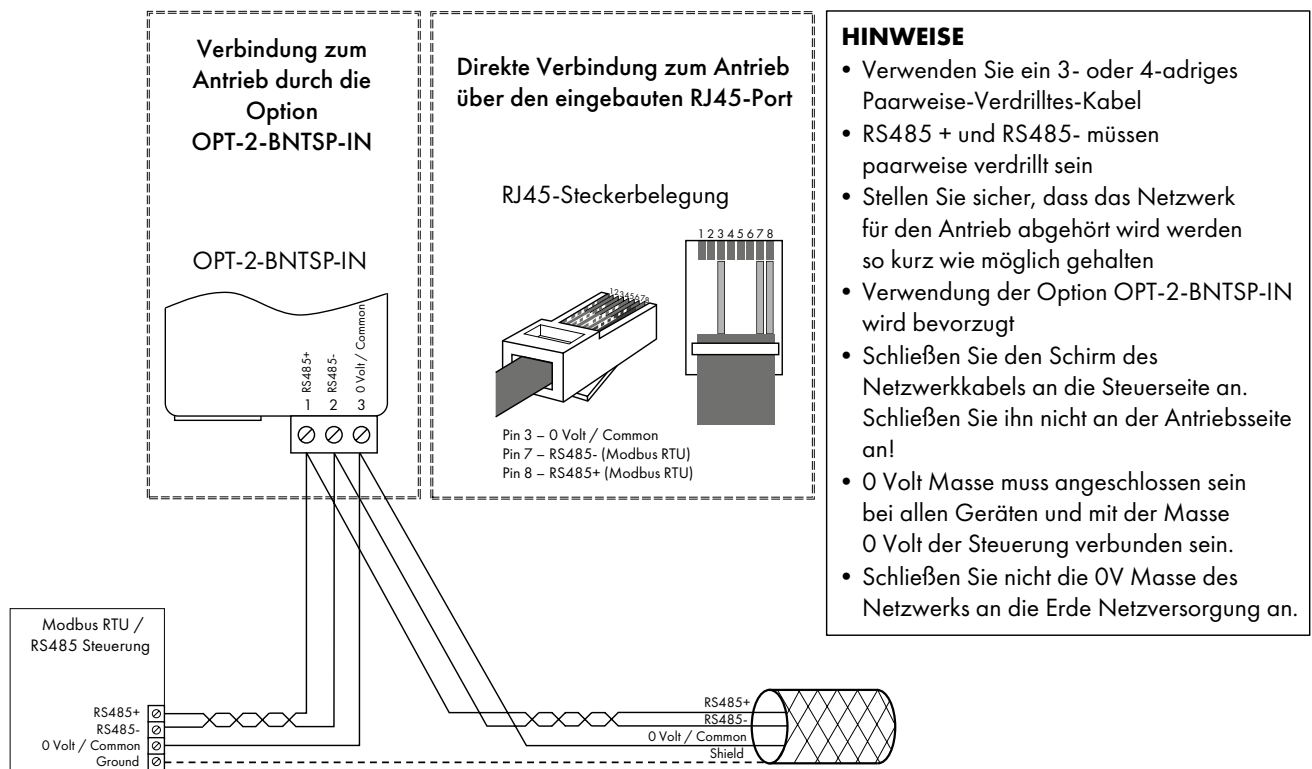 Verbindung zum
Antrieb durch die
Option
OPT-2-BNTSP-IN
OPT-2-BNTSP-IN
RS485+
RS485-
0 Volt / Common
1 2 3
Direkte Verbindung zum Antrieb
über den eingebauten RJ45-Port
RJ45-Steckerbelegung
12345678
1 2 3 4 5 6 7 8
Pin 3 – 0 Volt / Common
Pin 7 – RS485- (Modbus RTU)
Pin 8 – RS485+ (Modbus RTU)
HINWEISE
• Verwenden Sie ein 3- oder 4-adriges
Paarweise-Verdrilltes-Kabel
• RS485 + und RS485- müssen
paarweise verdrillt sein
• Stellen Sie sicher, dass das Netzwerk
für den Antrieb abgehört wird werden
so kurz wie möglich gehalten
• Verwendung der Option OPT-2-BNTSP-IN
wird bevorzugt
• Schließen Sie den Schirm des
Netzwerkkabels an die Steuerseite an.
Schließen Sie ihn nicht an der Antriebsseite
an!
• 0 Volt Masse muss angeschlossen sein
bei allen Geräten und mit der Masse
0 Volt der Steuerung verbunden sein.
• Schließen Sie nicht die 0V Masse des
Netzwerks an die Erde Netzversorgung an.
Modbus RTU /
RS485 Steuerung
RS485+
RS485-
0 Volt / Common
Ground
RS485+
RS485-
0 Volt / Common
Shield